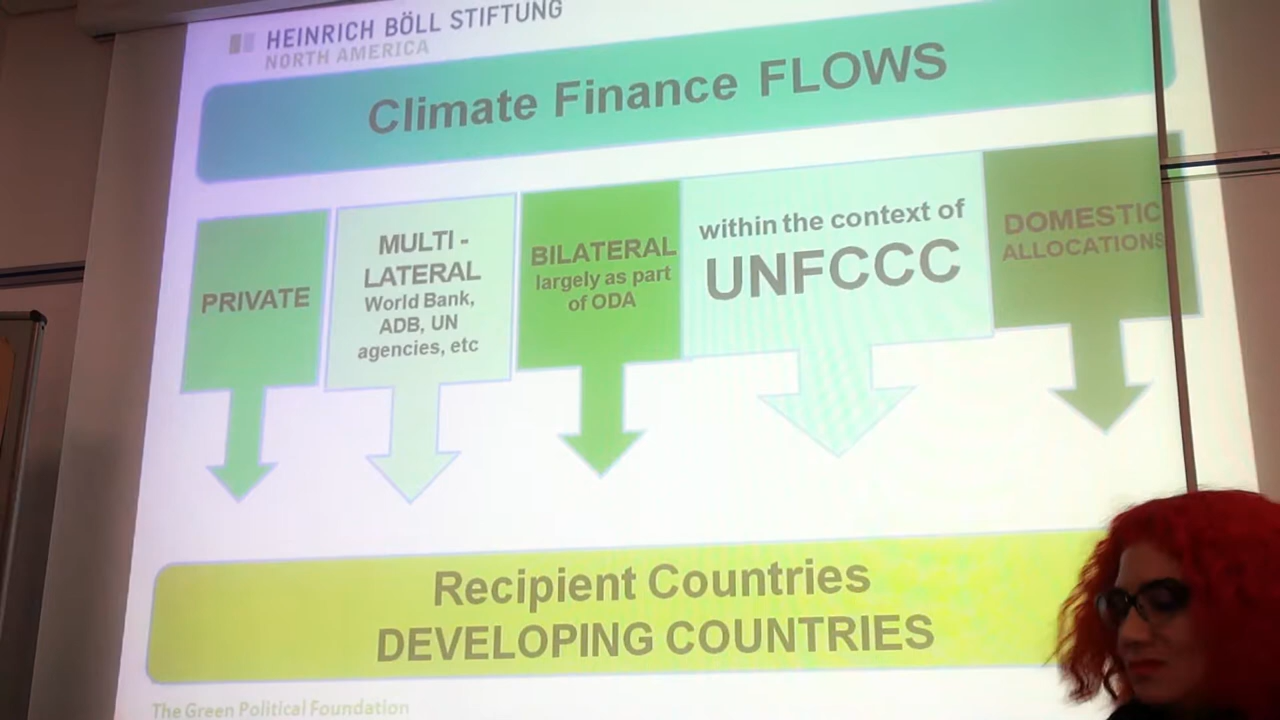 HEINRICH BÖLL STIFTUNG
NORTH AMERICA
Climate Finance FLOWS
PRIVATE
MULTI -
LATERAL
World Bank,
ADB, UN
agencies, etc
BILATERAL
largely as part
of ODA
within the context of
UNFCCC
DOMESTIC
ALLOCATIONS
Recipient Countries
DEVELOPING COUNTRIES
The Green Political Foundation